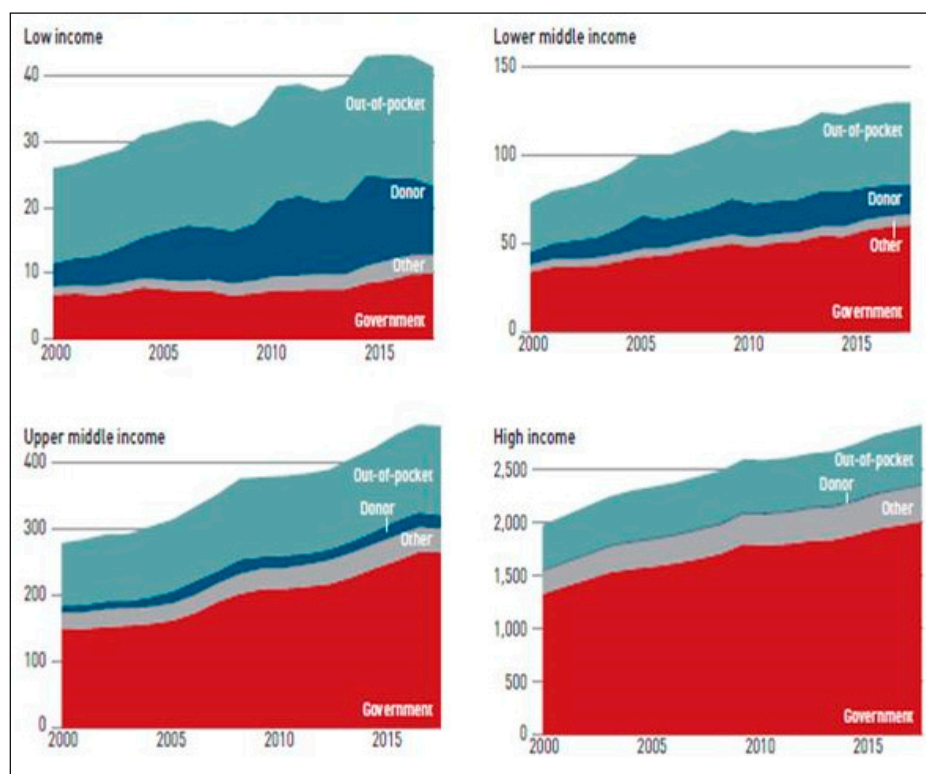 Low income
40
30
20
10
0
Out-of-pocket
Donor
Other
Government
2000 2005 2010 2015
Lower middle income
150
100
50
0
Out-of-pocket
Donor
Other
Government
2000 2005 2010 2015
Upper middle income
400
300
200
100
0
Out-of-pocket
Donor
Other
Government
2000 2005 2010 2015
High income
2,500
2,000
1,500
1,000
500
0
Out-of-pocket
Donor
Other
Government
2000 2005 2010 2015